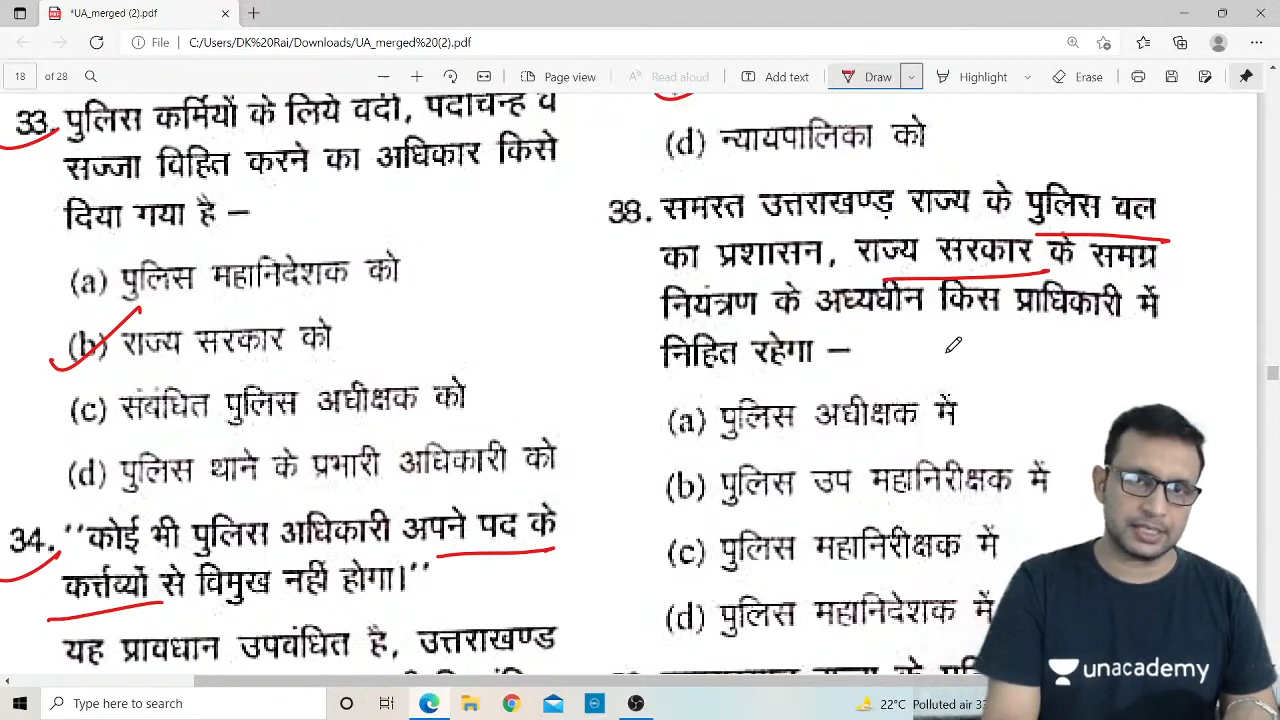 *UA_merged (2).pdf
File
C:/Users/DK%20Rai/Downloads/UA_merged%20(2).pdf
18 of 28
Page view
Read aloud
Add text
Draw
Highlight
Erase
33. पुलिस कर्मियों के लिये वर्दी, पदचिन्ह व
सज्जा विहित करने का अधिकार किसे
दिया गया है –
(a) पुलिस महानिदेशक को
(b) राज्य सरकार को
(c) संबंधित पुलिस अधीक्षक को
(d) पुलिस थाने के प्रभारी अधिकारी को
34. ''कोई भी पुलिस अधिकारी अपने पद के
कर्त्तव्यों से विमुख नहीं होगा।''
यह प्रावधान उपबंधित है, उत्तराखण्ड
(d) न्यायपालिका को
38. समस्त उत्तराखण्ड राज्य के पुलिस वल
का प्रशासन, राज्य सरकार के समग्र
नियंत्रण के अध्यधीन किस प्राधिकारी में
निहित रहेगा –
(a) पुलिस अधीक्षक में
(b) पुलिस उप महानिरीक्षक में
(c) पुलिस महानिरीक्षक में
(d) पुलिस महानिदेशक में
unacademy
Type here to search
22°C Polluted air